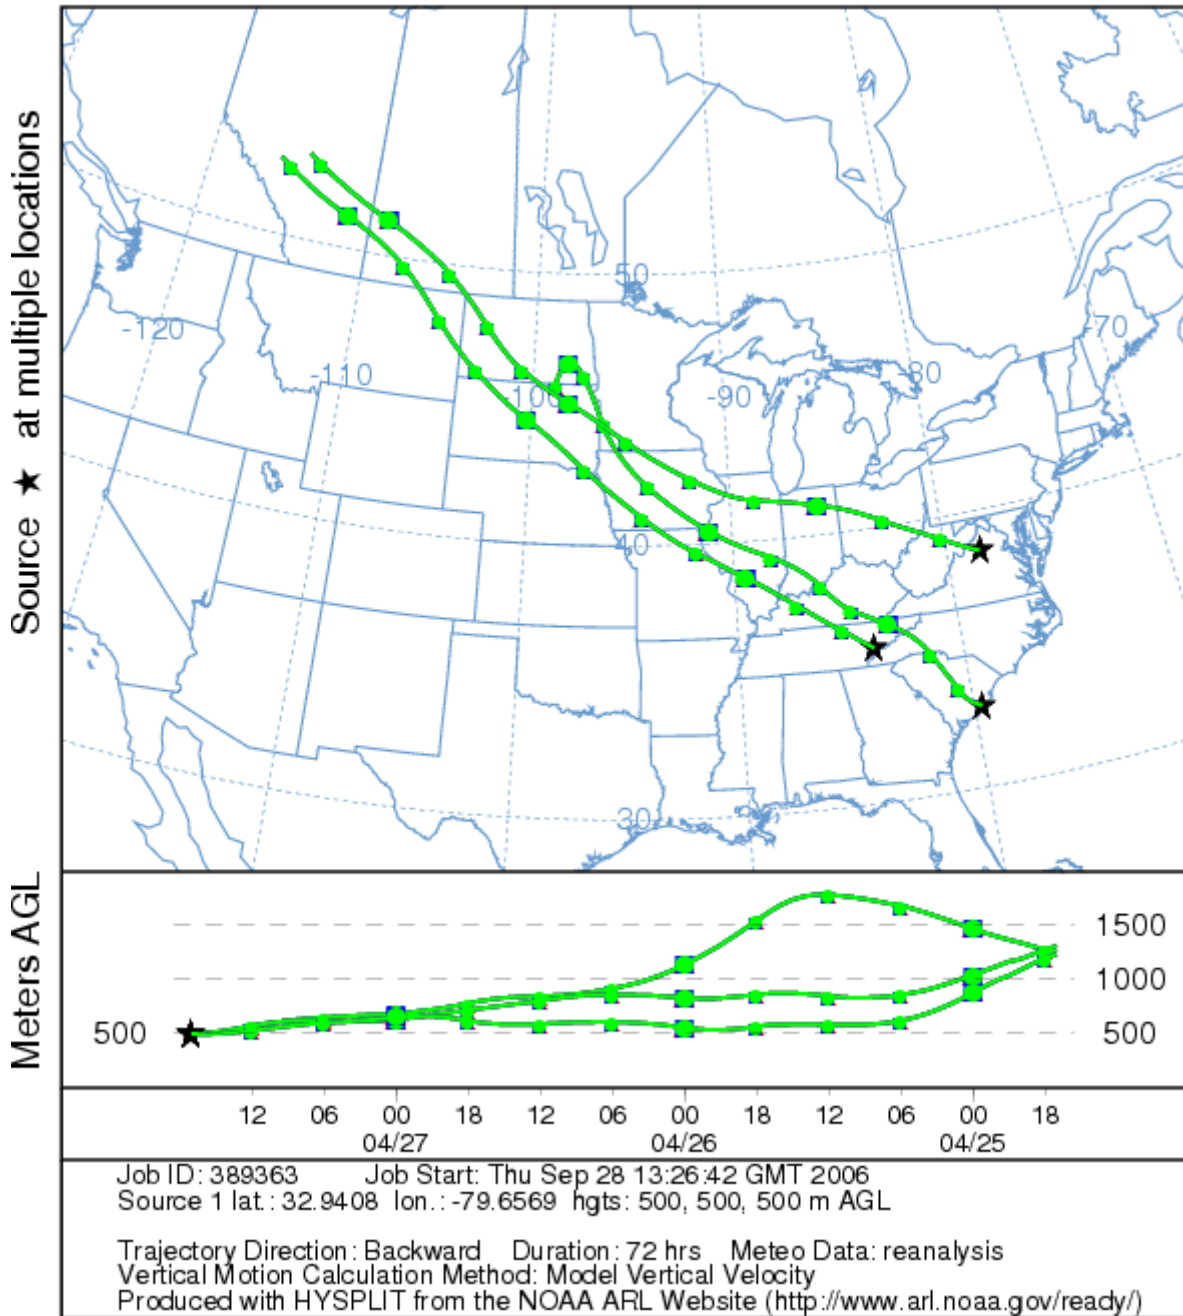 Source ★ at multiple locations
50
-120
-110
100
-90
80
-70
40
30
Meters AGL
1500
1000
500
500
12 06 00 18 12 06 00 18 12 06 00 18
04/27 04/26 04/25
Job ID: 389363 Job Start: Thu Sep 28 13:26:42 GMT 2006
Source 1 lat.: 32.9408 lon.: -79.6569 hgts: 500, 500, 500 m AGL
Trajectory Direction: Backward Duration: 72 hrs Meteo Data: reanalysis
Vertical Motion Calculation Method: Model Vertical Velocity
Produced with HYSPLIT from the NOAA ARL Website (http://www.arl.noaa.gov/ready/)